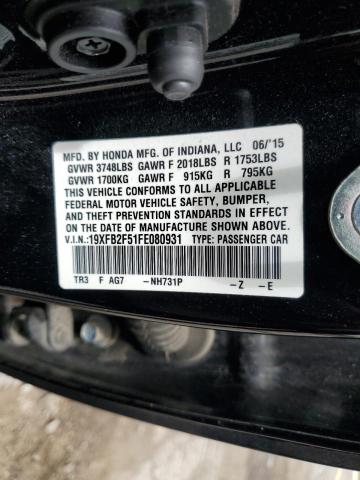 MFD. BY HONDA MFG. OF INDIANA, LLC 06/'15
GVWR 3748LBS GAWR F 2018LBS R 1753LBS
GVWR 1700KG GAWR F 915KG R 795KG
THIS VEHICLE CONFORMS TO ALL APPLICABLE
FEDERAL MOTOR VEHICLE SAFETY, BUMPER,
AND THEFT PREVENTION STANDARDS IN EFFECT
ON THE DATE OF MANUFACTURE SHOWN ABOVE.
V.I.N.:19XFB2F51FE080931 TYPE: PASSENGER CAR
TR3 F AG7 -NH731P -Z -E